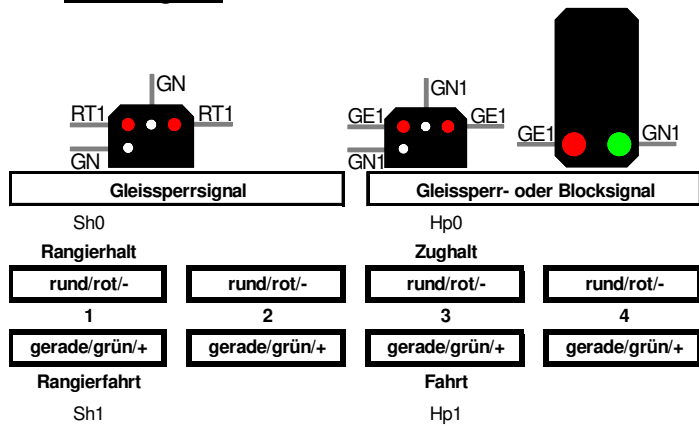 GN
RT1 RT1
GN
GN1
GE1 GE1
GN1
GE1 GN1
Gleissperrsignal Gleissperr- oder Blocksignal
Sh0 Hp0
Rangierhalt Zughalt
rund/rot/- rund/rot/- rund/rot/- rund/rot/-
1 2 3 4
gerade/grün/+ gerade/grün/+ gerade/grün/+ gerade/grün/+
Rangierfahrt Fahrt
Sh1 Hp1